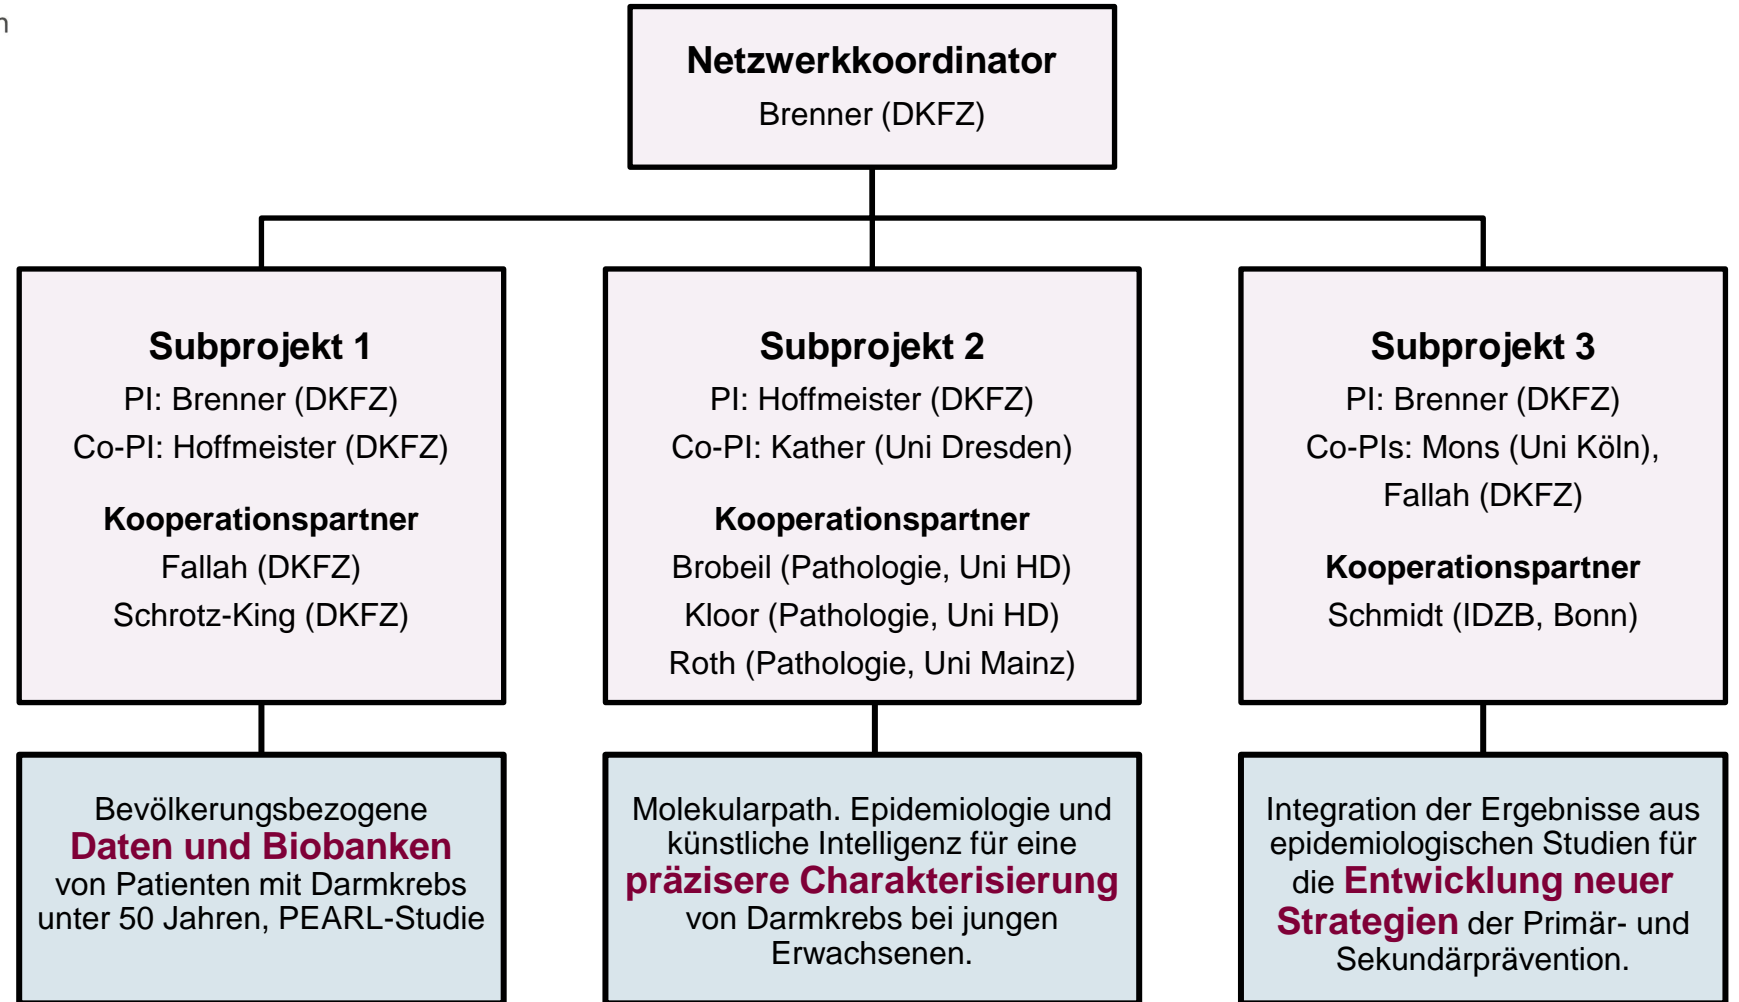 Netzwerkkoordinator
Brenner (DKFZ)
Subprojekt 1
PI: Brenner (DKFZ)
Co-PI: Hoffmeister (DKFZ)
Kooperationspartner
Fallah (DKFZ)
Schrotz-King (DKFZ)
Bevölkerungsbezogene
Daten und Biobanken
von Patienten mit Darmkrebs
unter 50 Jahren, PEARL-Studie
Subprojekt 2
PI: Hoffmeister (DKFZ)
Co-PI: Kather (Uni Dresden)
Kooperationspartner
Brobeil (Pathologie, Uni HD)
Kloor (Pathologie, Uni HD)
Roth (Pathologie, Uni Mainz)
Molekularpath. Epidemiologie und
künstliche Intelligenz für eine
präzisere Charakterisierung
von Darmkrebs bei jungen
Erwachsenen.
Subprojekt 3
PI: Brenner (DKFZ)
Co-PIs: Mons (Uni Köln),
Fallah (DKFZ)
Kooperationspartner
Schmidt (IDZB, Bonn)
Integration der Ergebnisse aus
epidemiologischen Studien für
die Entwicklung neuer
Strategien der Primär- und
Sekundärprävention.